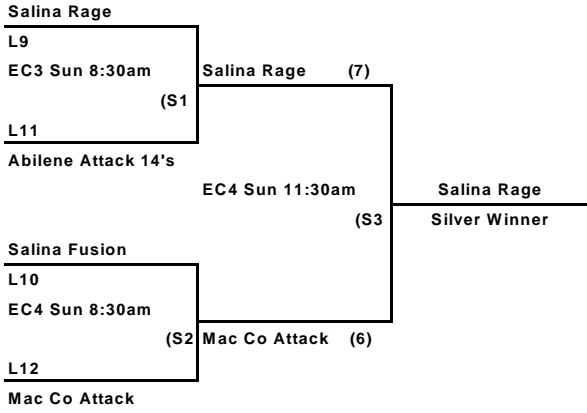 Salina Rage
L9
EC3 Sun 8:30am
Salina Rage (7)
(S1
L11
Abilene Attack 14's
EC4 Sun 11:30am
Salina Rage
(S3
Silver Winner
Salina Fusion
L10
EC4 Sun 8:30am
(S2 Mac Co Attack (6)
L12
Mac Co Attack